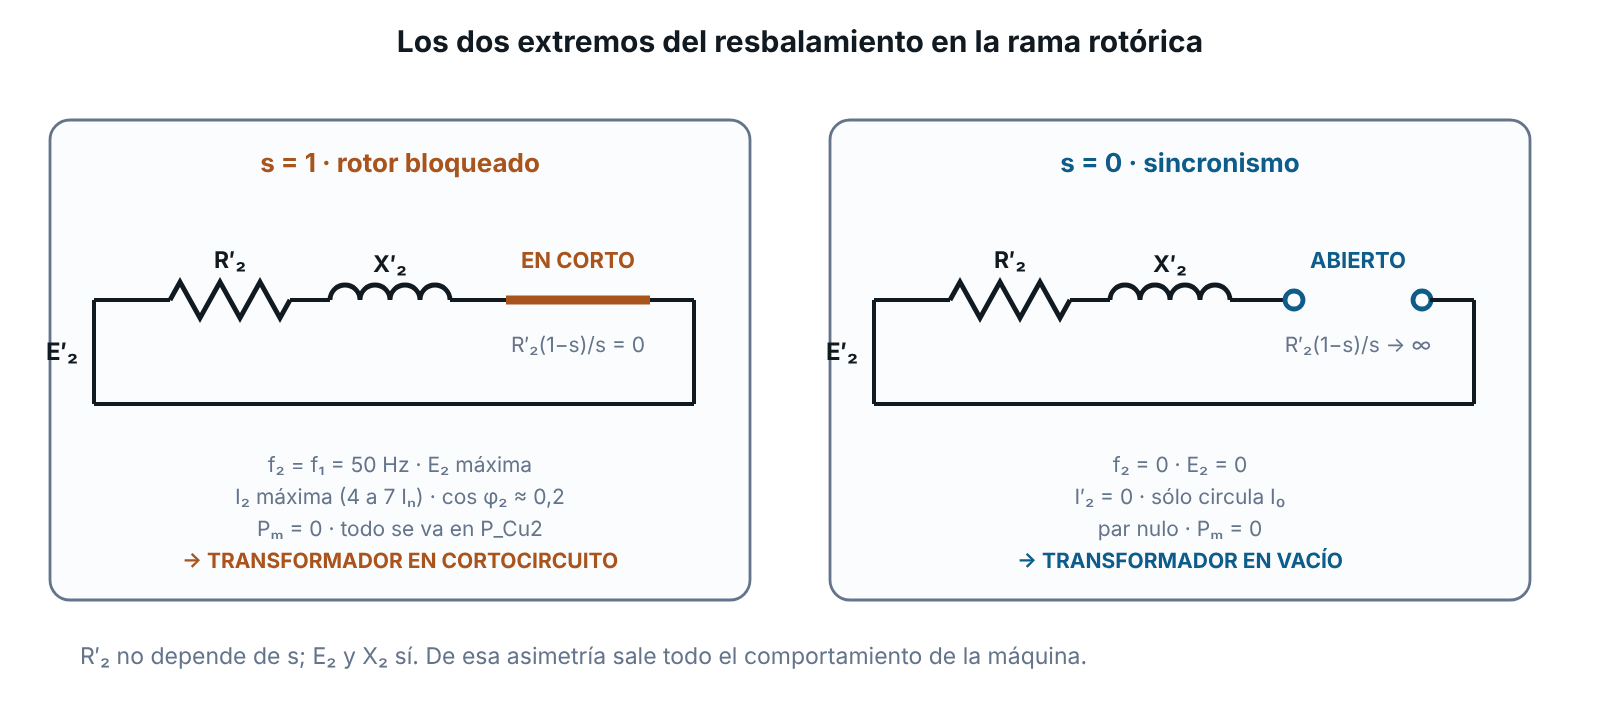 Los dos extremos del resbalamiento en la rama rotórica
s = 1 · rotor bloqueado
R′₂
X′₂
EN CORTO
E′₂
R′₂(1−s)/s = 0
f₂ = f₁ = 50 Hz · E₂ máxima
I₂ máxima (4 a 7 Iₙ) · cos φ₂ ≈ 0,2
Pₘ = 0 · todo se va en P_Cu2
→ TRANSFORMADOR EN CORTOCIRCUITO
s = 0 · sincronismo
R′₂
X′₂
ABIERTO
E′₂
R′₂(1−s)/s → ∞
f₂ = 0 · E₂ = 0
I′₂ = 0 · sólo circula I₀
par nulo · Pₘ = 0
→ TRANSFORMADOR EN VACÍO
R′₂ no depende de s; E₂ y X₂ sí. De esa asimetría sale todo el comportamiento de la máquina.